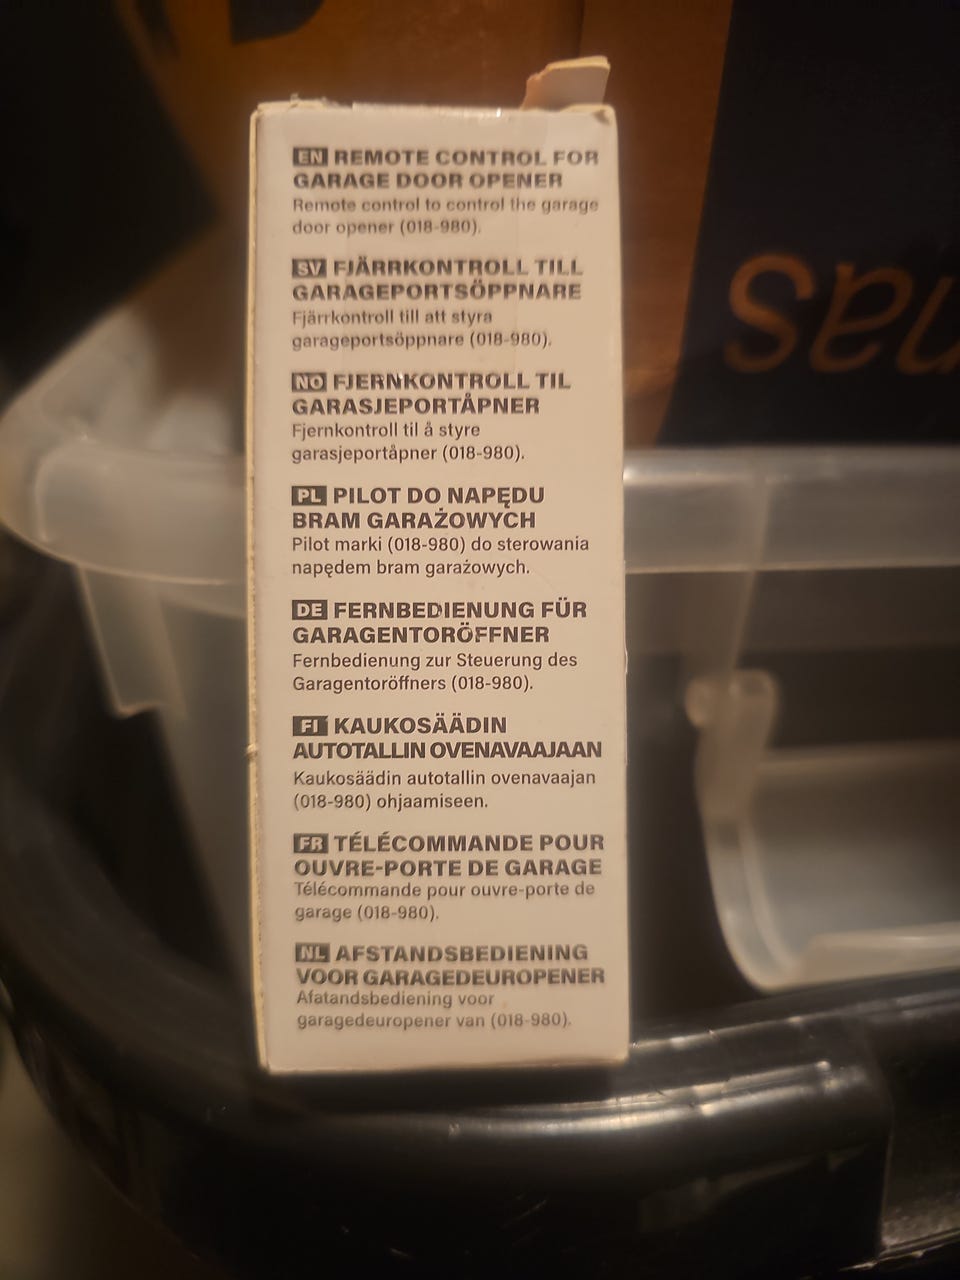 EN REMOTE CONTROL FOR
GARAGE DOOR OPENER
Remote control to control the garage
door opener (018-980).
SV FJÄRRKONTROLL TILL
GARAGEPORTSÖPPNARE
Fjärrkontroll till att styra
garageportsöppnare (018-980).
NO FJERNKONTROLL TIL
GARASJEPORTÅPNER
Fjernkontroll til å styre
garasjeportåpner (018-980).
PL PILOT DO NAPĘDU
BRAM GARAŻOWYCH
Pilot marki (018-980) do sterowania
napędem bram garażowych.
DE FERNBEDIENUNG FÜR
GARAGENTORÖFFNER
Fernbedienung zur Steuerung des
Garagentoröffners (018-980).
FI KAUKOSÄÄDIN
AUTOTALLIN OVENAVAAJAAN
Kaukosäädin autotallin ovenavaajan
(018-980) ohjaamiseen.
FR TÉLÉCOMMANDE POUR
OUVRE-PORTE DE GARAGE
Télécommande pour ouvre-porte de
garage (018-980).
NL AFSTANDSBEDIENING
VOOR GARAGEDEUROPENER
Afatandsbediening voor
garagedeuropener van (018-980).